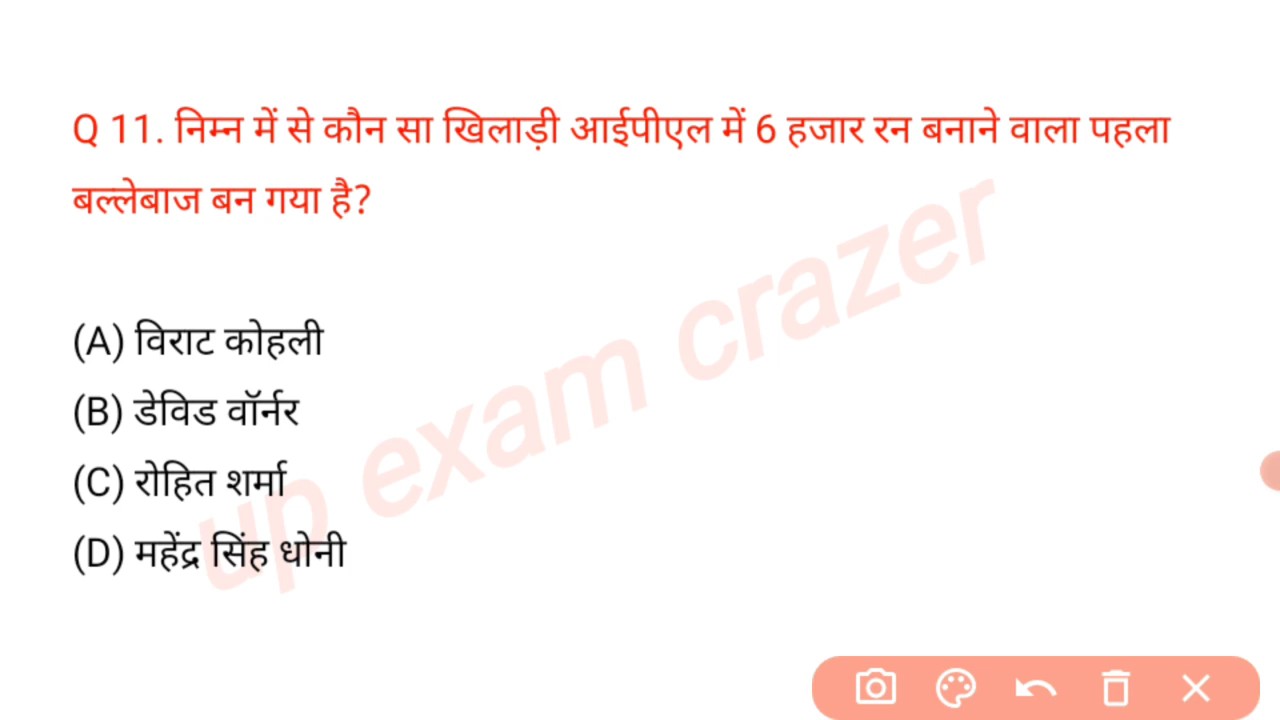 Q 11. निम्न में से कौन सा खिलाड़ी आईपीएल में 6 हजार रन बनाने वाला पहला
बल्लेबाज बन गया है?
(A) विराट कोहली
(B) डेविड वॉर्नर
(C) रोहित शर्मा
(D) महेंद्र सिंह धोनी
up exam crazer